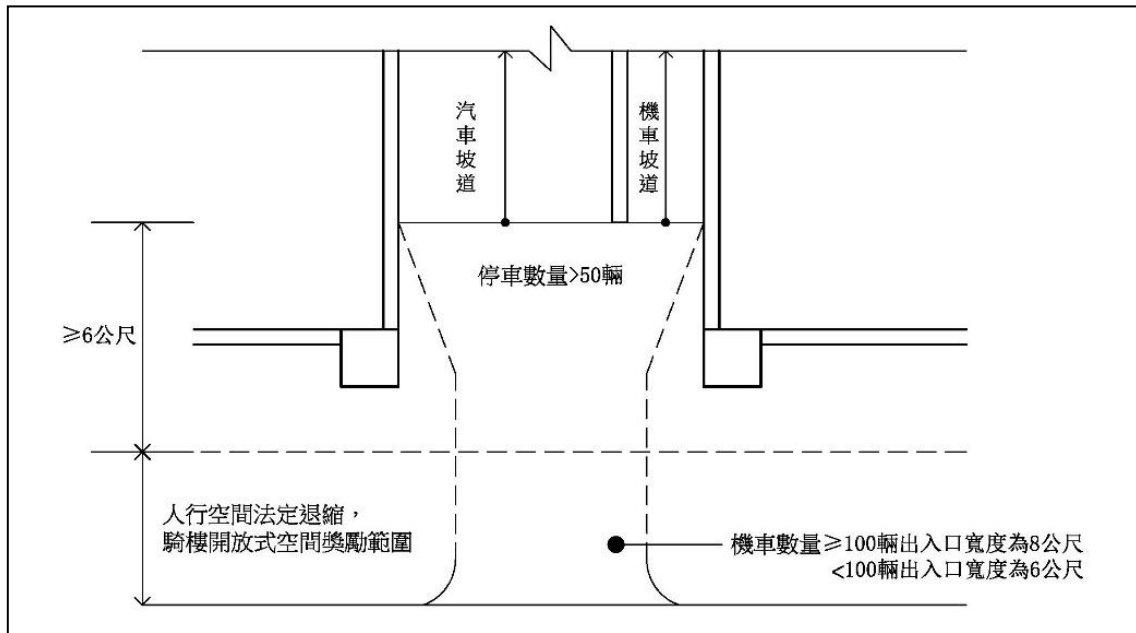 汽車坡道
機車坡道
停車數量>50輛
≥6公尺
人行空間法定退縮，
騎樓開放式空間獎勵範圍
機車數量≥100輛出入口寬度為8公尺
<100輛出入口寬度為6公尺